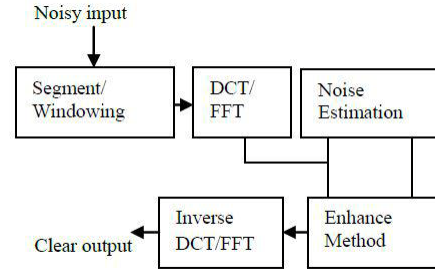 Noisy input
Segment/
Windowing
DCT/
FFT
Noise
Estimation
Inverse
DCT/FFT
Enhance
Method
Clear output